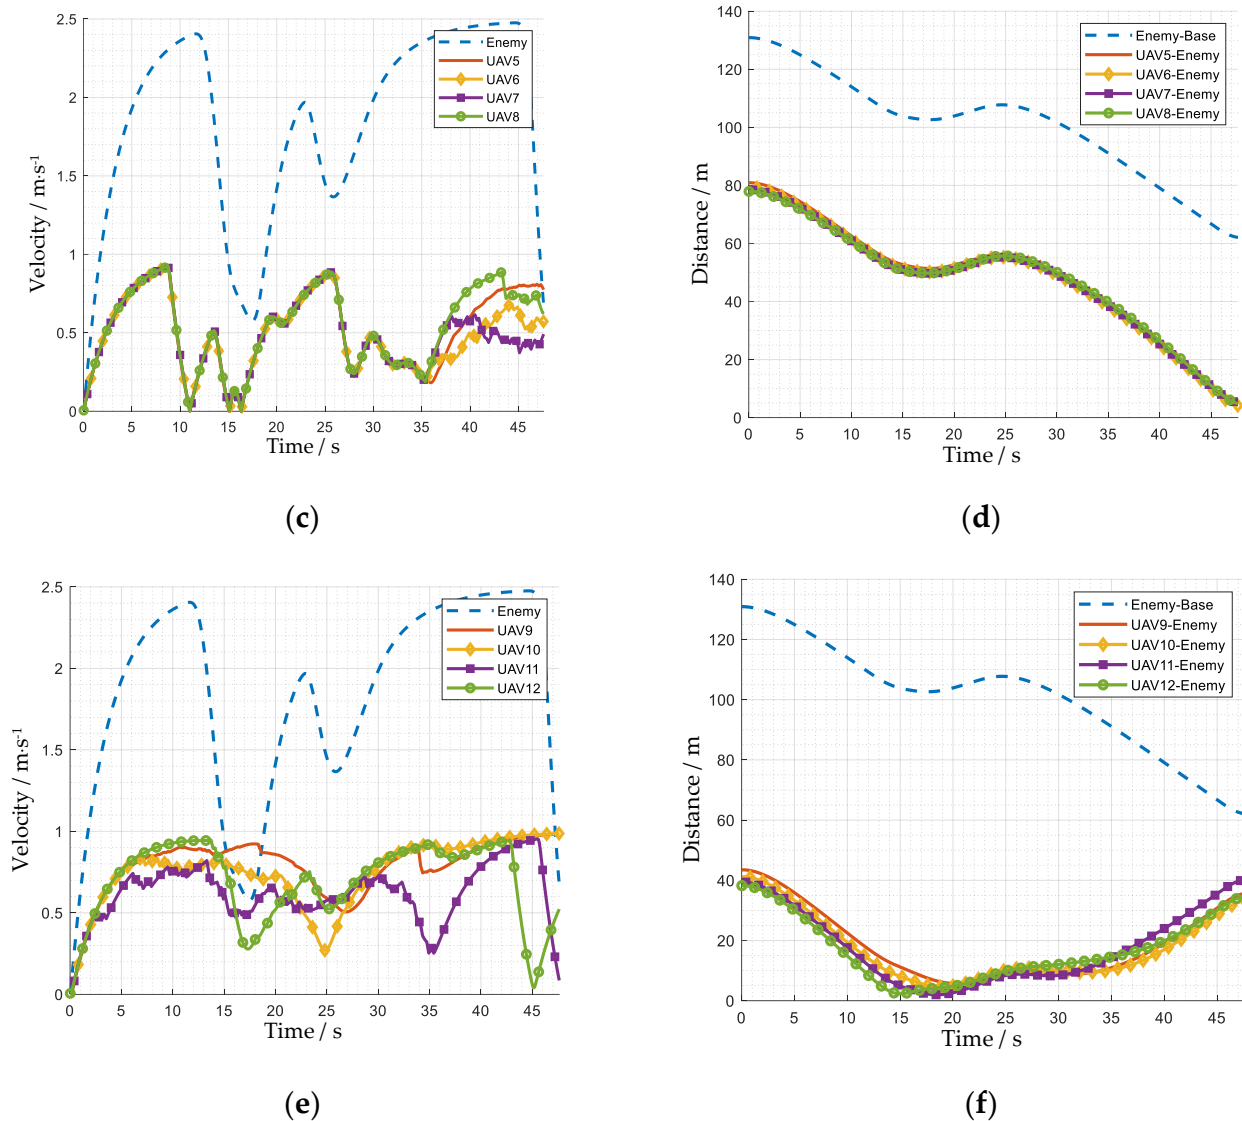 2.5
2
1.5
1
0.5
0
0 5 10 15 20 25 30 35 40 45
Velocity / m·s⁻¹
Time / s
Enemy
UAV5
UAV6
UAV7
UAV8
(c)
140
120
100
80
60
40
20
0
0 5 10 15 20 25 30 35 40 45
Distance / m
Time / s
Enemy-Base
UAV5-Enemy
UAV6-Enemy
UAV7-Enemy
UAV8-Enemy
(d)
2.5
2
1.5
1
0.5
0
0 5 10 15 20 25 30 35 40 45
Velocity / m·s⁻¹
Time / s
Enemy
UAV9
UAV10
UAV11
UAV12
(e)
140
120
100
80
60
40
20
0
0 5 10 15 20 25 30 35 40 45
Distance / m
Time / s
Enemy-Base
UAV9-Enemy
UAV10-Enemy
UAV11-Enemy
UAV12-Enemy
(f)